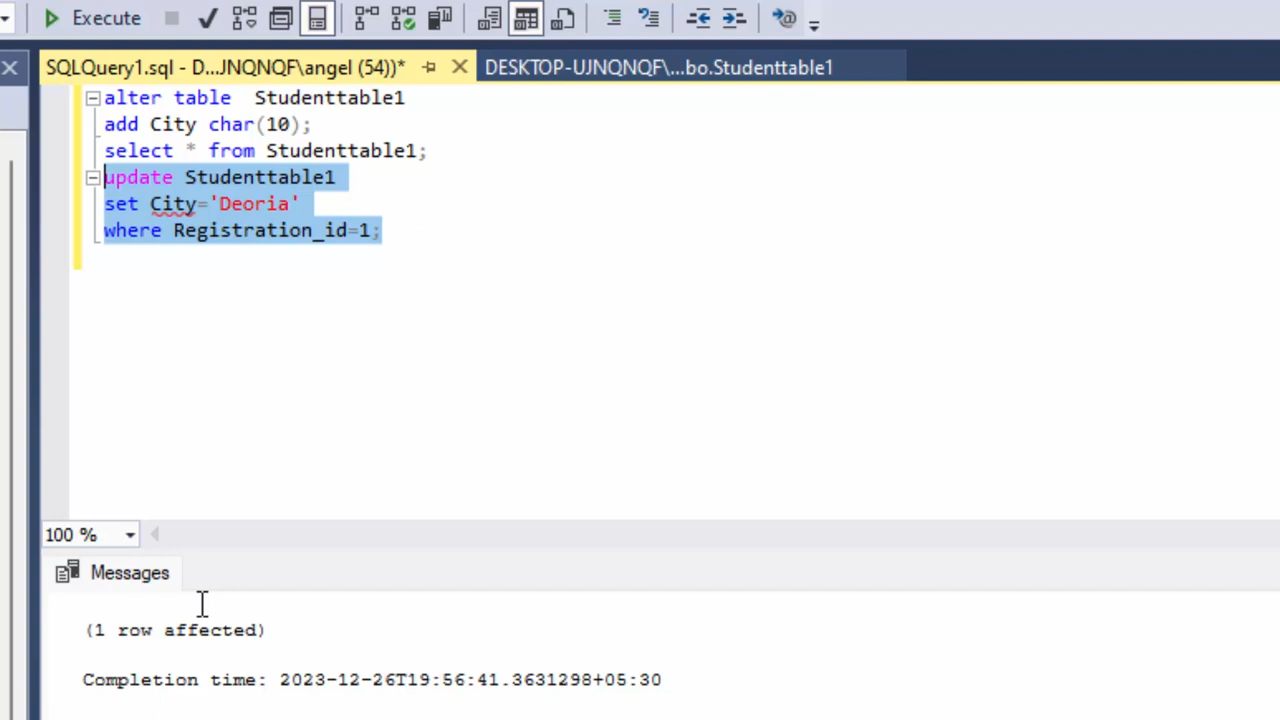 Execute
SQLQuery1.sql - D...JNQNQF\angel (54))*
DESKTOP-UJNQNQF\...bo.Studenttable1
alter table  Studenttable1
add City char(10);
select * from Studenttable1;
update Studenttable1
set City='Deoria'
where Registration_id=1;
100 %
Messages
(1 row affected)
Completion time: 2023-12-26T19:56:41.3631298+05:30